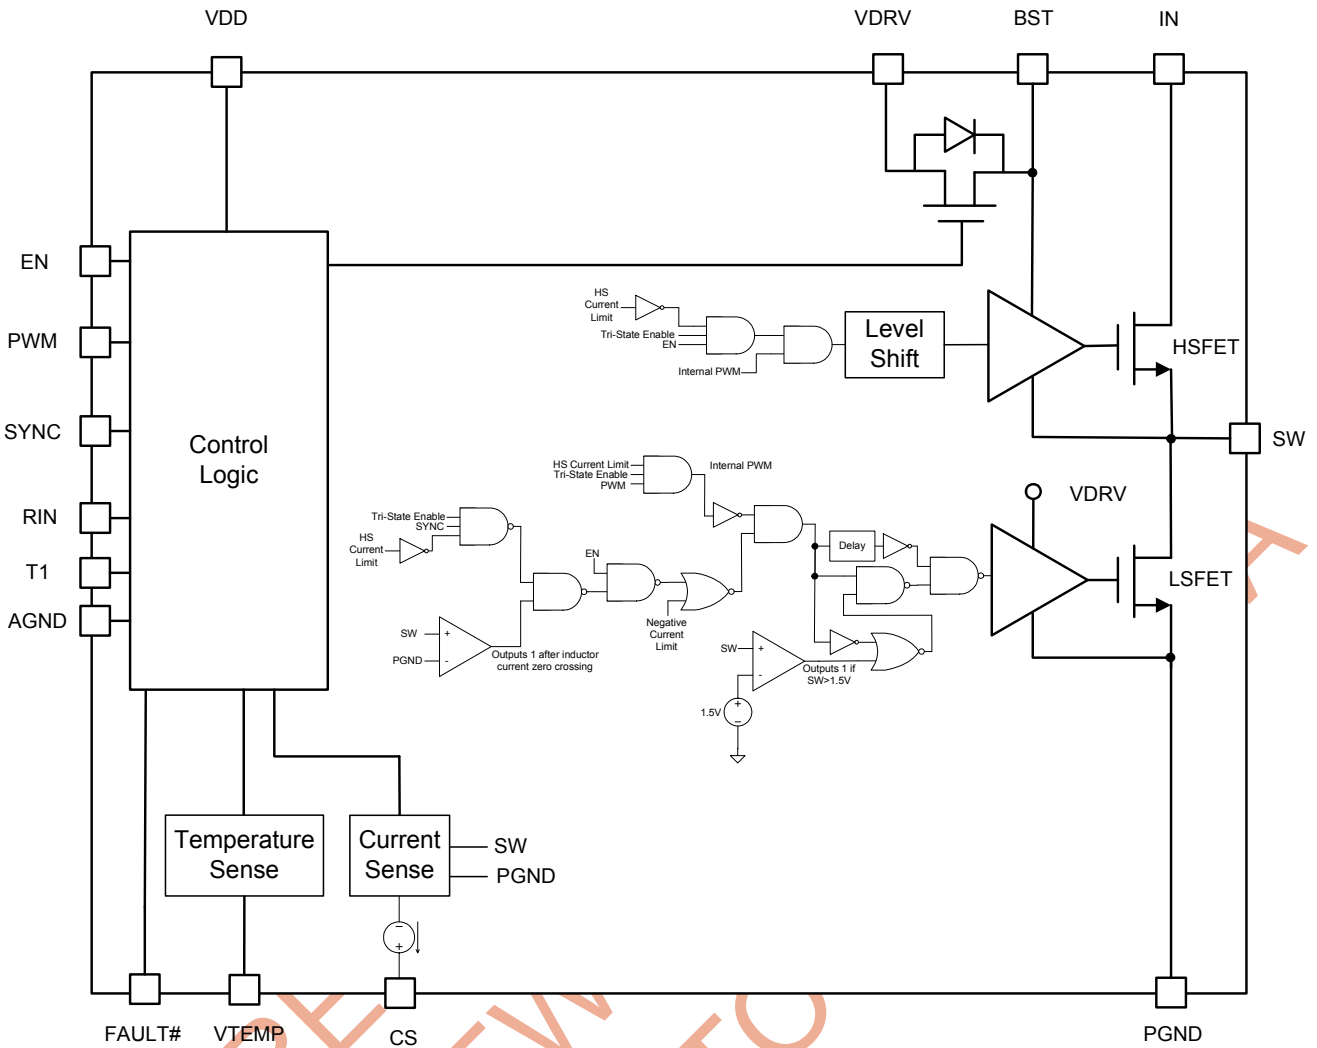 VDD
VDRV
BST
IN
EN
PWM
SYNC
RIN
T1
AGND
Control
Logic
HS
Current
Limit
Tri-State Enable
EN
Internal PWM
Level
Shift
HSFET
SW
HS Current Limit
Tri-State Enable
PWM
Internal PWM
Tri-State Enable
SYNC
HS
Current
Limit
EN
SW
+
PGND
-
Outputs 1 after inductor
current zero crossing
Negative
Current
Limit
Delay
SW
+
-
Outputs 1 if
SW>1.5V
1.5V
+
−
VDRV
LSFET
Temperature
Sense
Current
Sense
SW
PGND
−
+
FAULT#
VTEMP
CS
PGND
EW
TO
A